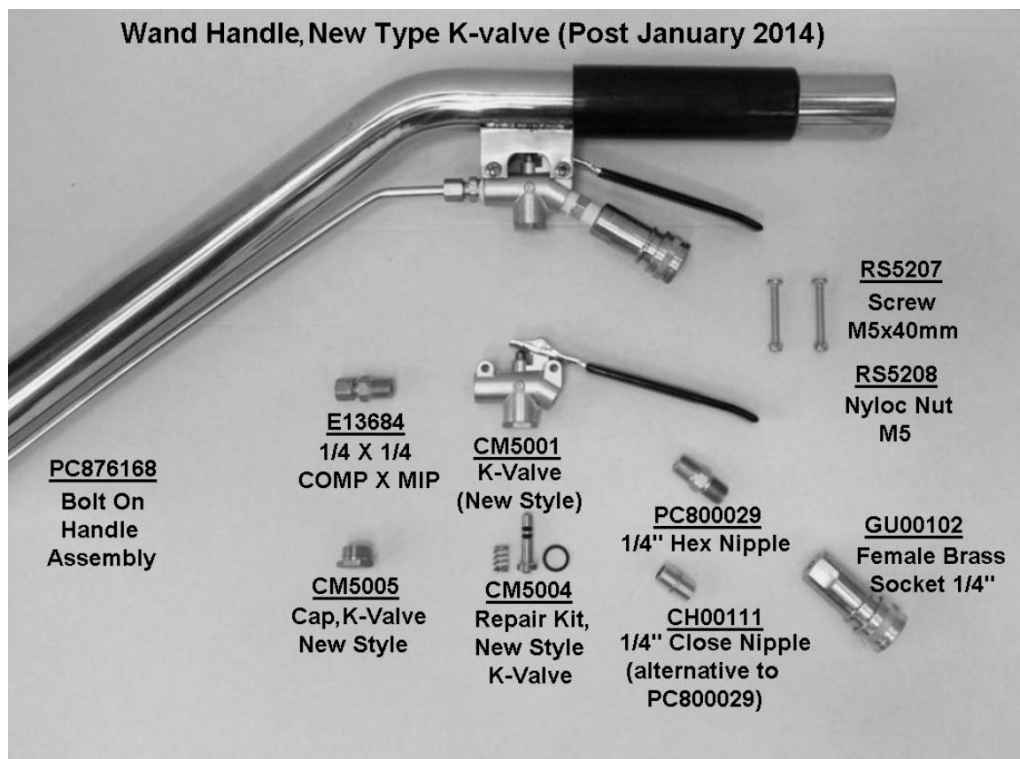 Wand Handle, New Type K-valve (Post January 2014)
RS5207
Screw
M5x40mm
RS5208
Nyloc Nut
M5
E13684
1/4 X 1/4
COMP X MIP
CM5001
K-Valve
(New Style)
PC876168
Bolt On
Handle
Assembly
PC800029
1/4" Hex Nipple
GU00102
Female Brass
Socket 1/4"
CM5005
Cap, K-Valve
New Style
CM5004
Repair Kit,
New Style
K-Valve
CH00111
1/4" Close Nipple
(alternative to
PC800029)